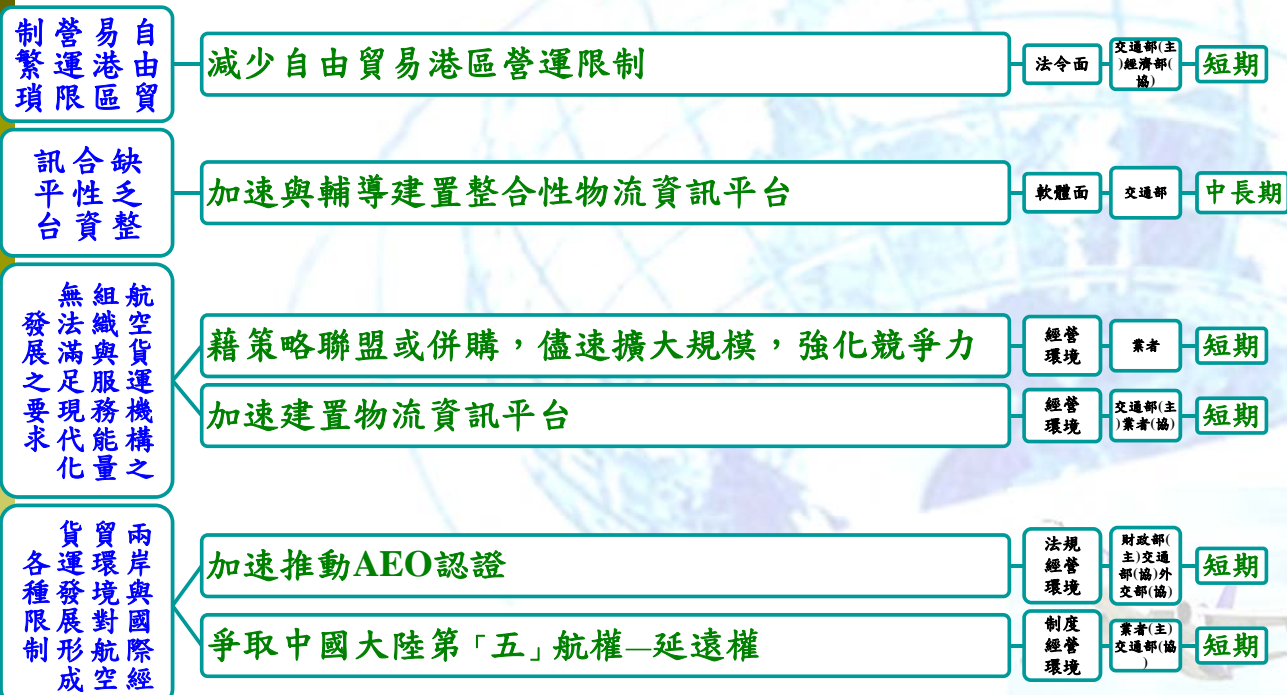 自由貿
易港區
營運限
制繁瑣
減少自由貿易港區營運限制
法令面
交通部(主
)經濟部(
協)
短期
缺乏整
合性資
訊平台
加速與輔導建置整合性物流資訊平台
軟體面
交通部
中長期
航空貨運機構之
組織與服務能量
無法滿足現代化
發展之要求
藉策略聯盟或併購，儘速擴大規模，強化競爭力
經營
環境
業者
短期
加速建置物流資訊平台
經營
環境
交通部(主
)業者(協)
短期
兩岸與國際經
貿環境對航空
貨運發展形成
各種限制
加速推動AEO認證
法規
經營
環境
財政部(
主)交通
部(協)外
交部(協)
短期
爭取中國大陸第「五」航權—延遠權
制度
經營
環境
業者(主)
交通部(協
)
短期